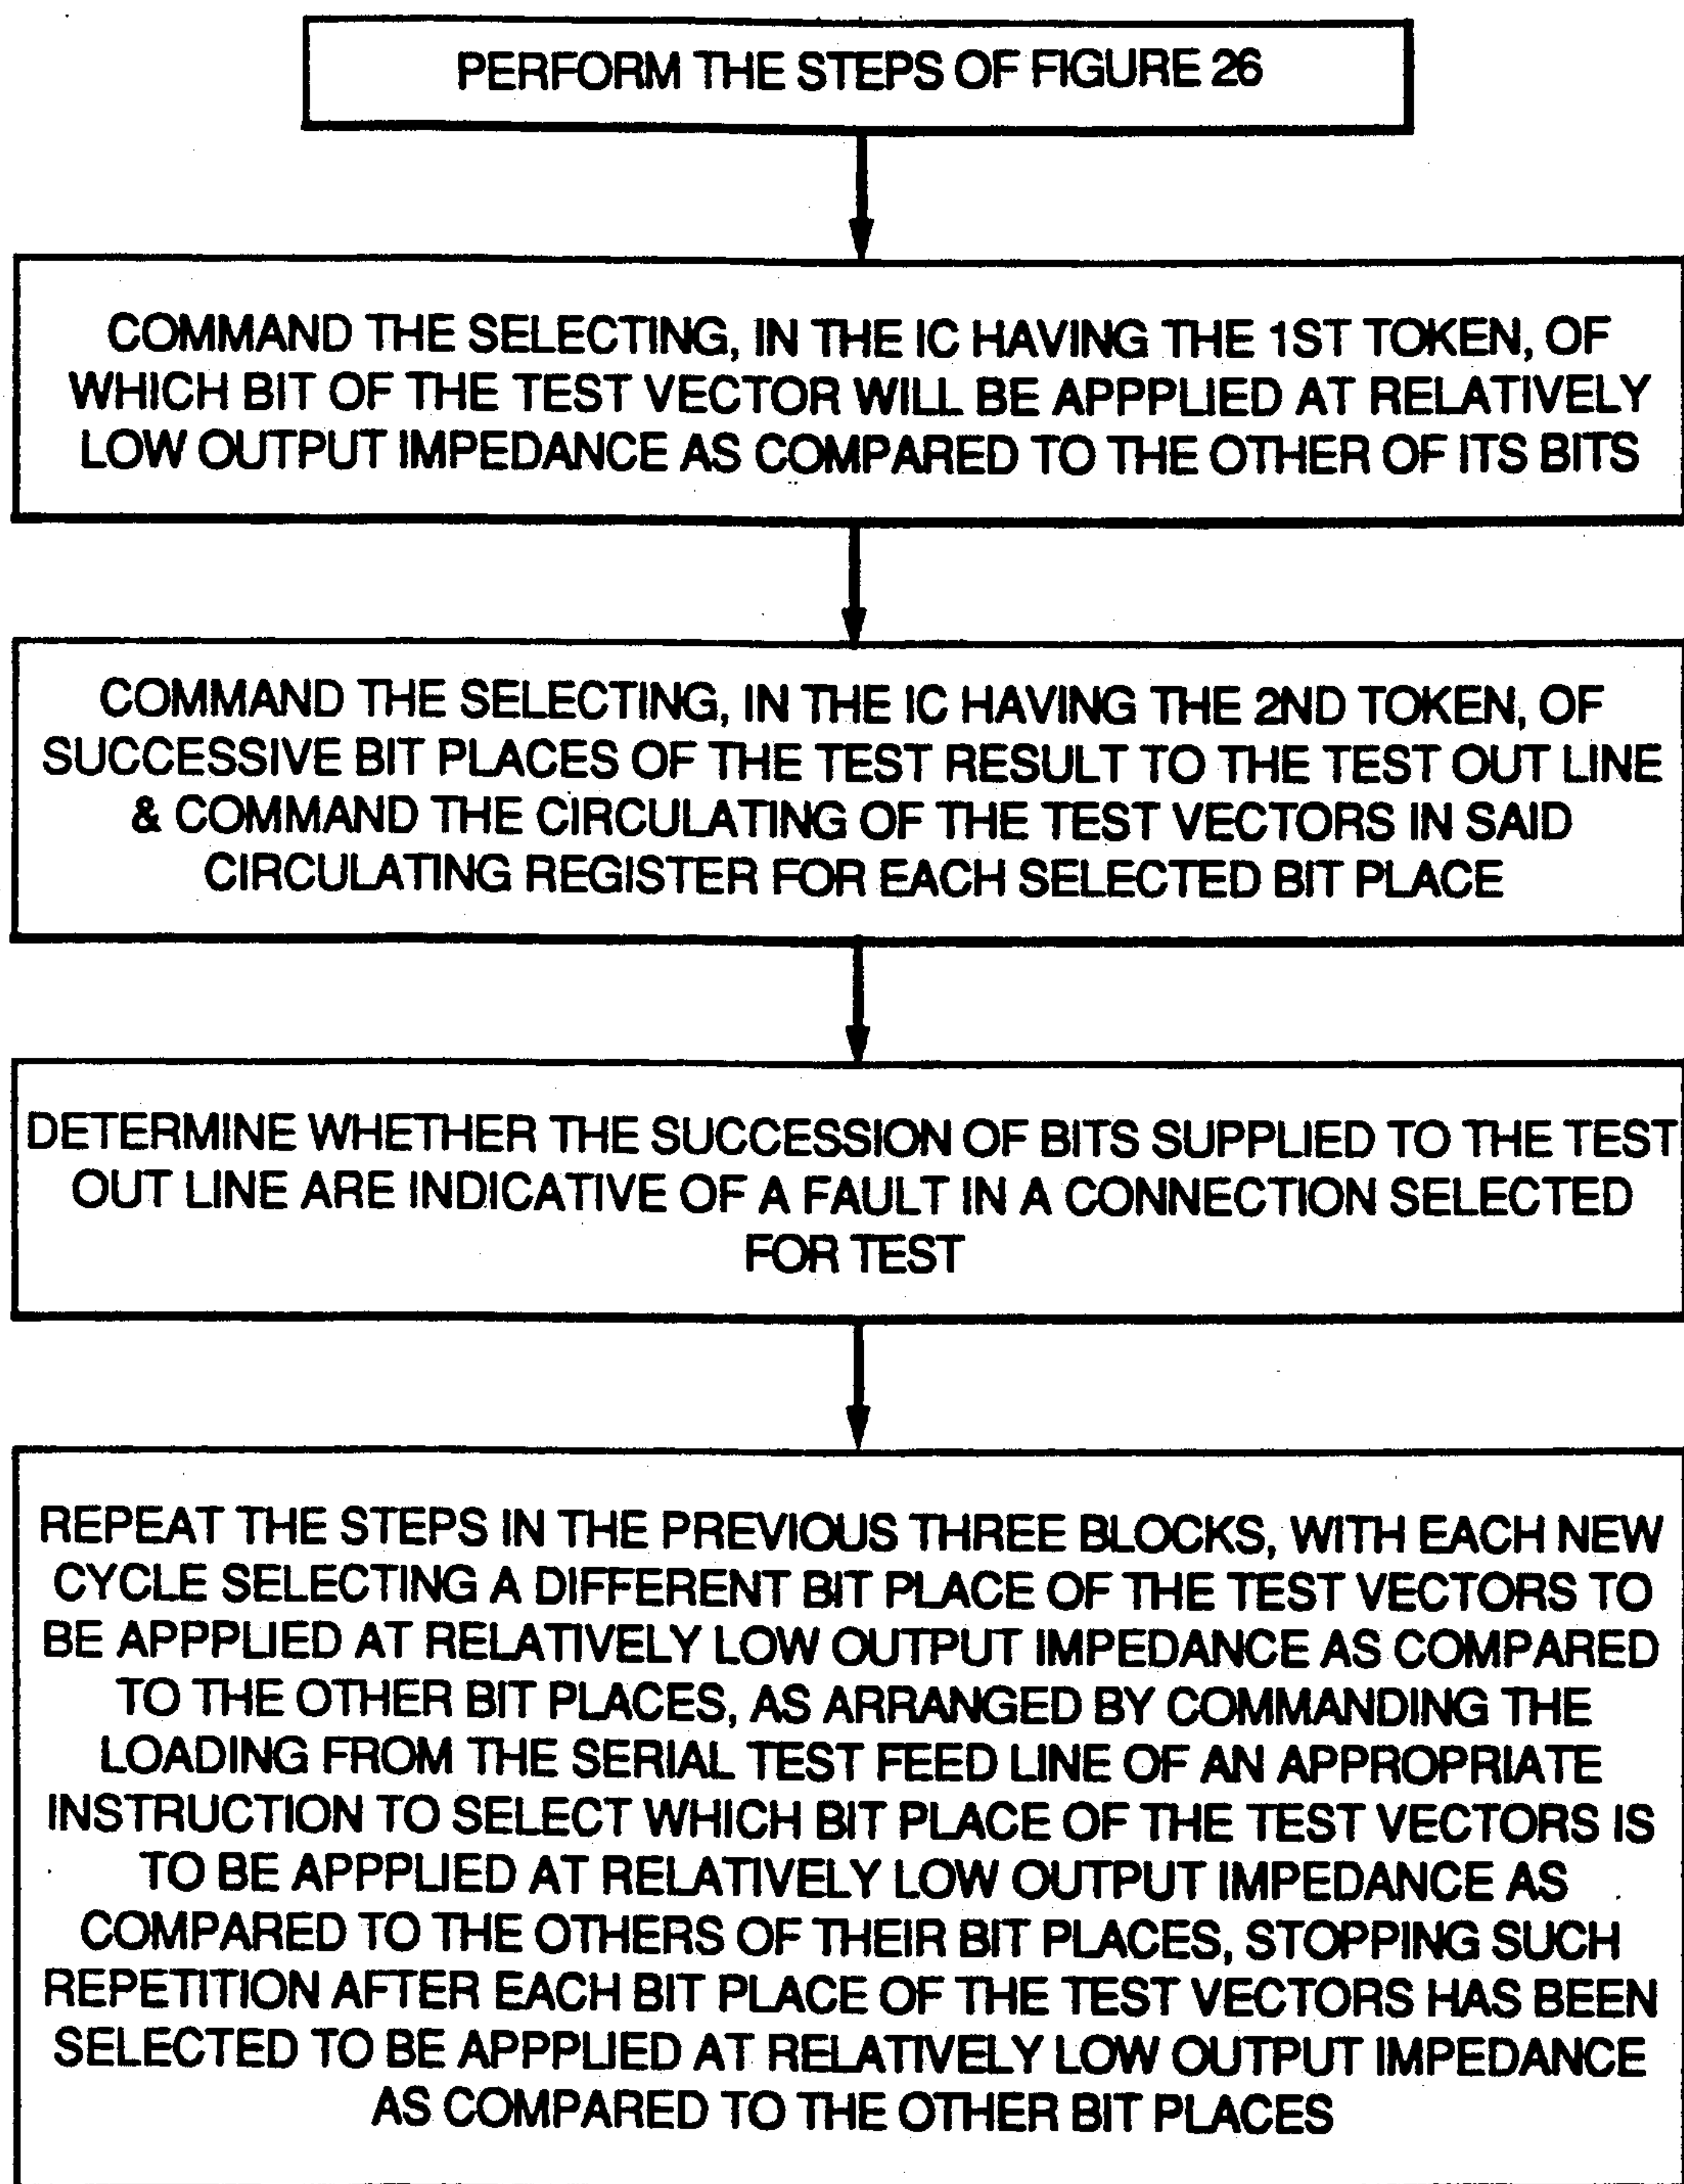 PERFORM THE STEPS OF FIGURE 26
COMMAND THE SELECTING, IN THE IC HAVING THE 1ST TOKEN, OF
WHICH BIT OF THE TEST VECTOR WILL BE APPPLIED AT RELATIVELY
LOW OUTPUT IMPEDANCE AS COMPARED TO THE OTHER OF ITS BITS
COMMAND THE SELECTING, IN THE IC HAVING THE 2ND TOKEN, OF
SUCCESSIVE BIT PLACES OF THE TEST RESULT TO THE TEST OUT LINE
& COMMAND THE CIRCULATING OF THE TEST VECTORS IN SAID
CIRCULATING REGISTER FOR EACH SELECTED BIT PLACE
DETERMINE WHETHER THE SUCCESSION OF BITS SUPPLIED TO THE TEST
OUT LINE ARE INDICATIVE OF A FAULT IN A CONNECTION SELECTED
FOR TEST
REPEAT THE STEPS IN THE PREVIOUS THREE BLOCKS, WITH EACH NEW
CYCLE SELECTING A DIFFERENT BIT PLACE OF THE TEST VECTORS TO
BE APPPLIED AT RELATIVELY LOW OUTPUT IMPEDANCE AS COMPARED
TO THE OTHER BIT PLACES, AS ARRANGED BY COMMANDING THE
LOADING FROM THE SERIAL TEST FEED LINE OF AN APPROPRIATE
INSTRUCTION TO SELECT WHICH BIT PLACE OF THE TEST VECTORS IS
TO BE APPPLIED AT RELATIVELY LOW OUTPUT IMPEDANCE AS
COMPARED TO THE OTHERS OF THEIR BIT PLACES, STOPPING SUCH
REPETITION AFTER EACH BIT PLACE OF THE TEST VECTORS HAS BEEN
SELECTED TO BE APPPLIED AT RELATIVELY LOW OUTPUT IMPEDANCE
AS COMPARED TO THE OTHER BIT PLACES